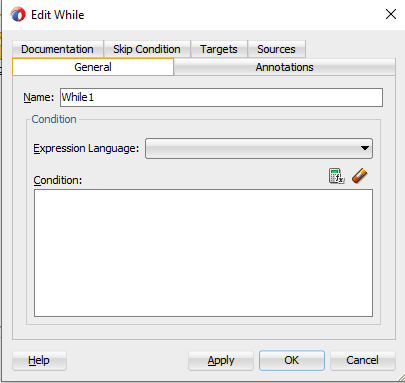 Edit While
Documentation Skip Condition Targets Sources
General Annotations
Name: While1
Condition
Expression Language:
Condition:
Help Apply OK Cancel